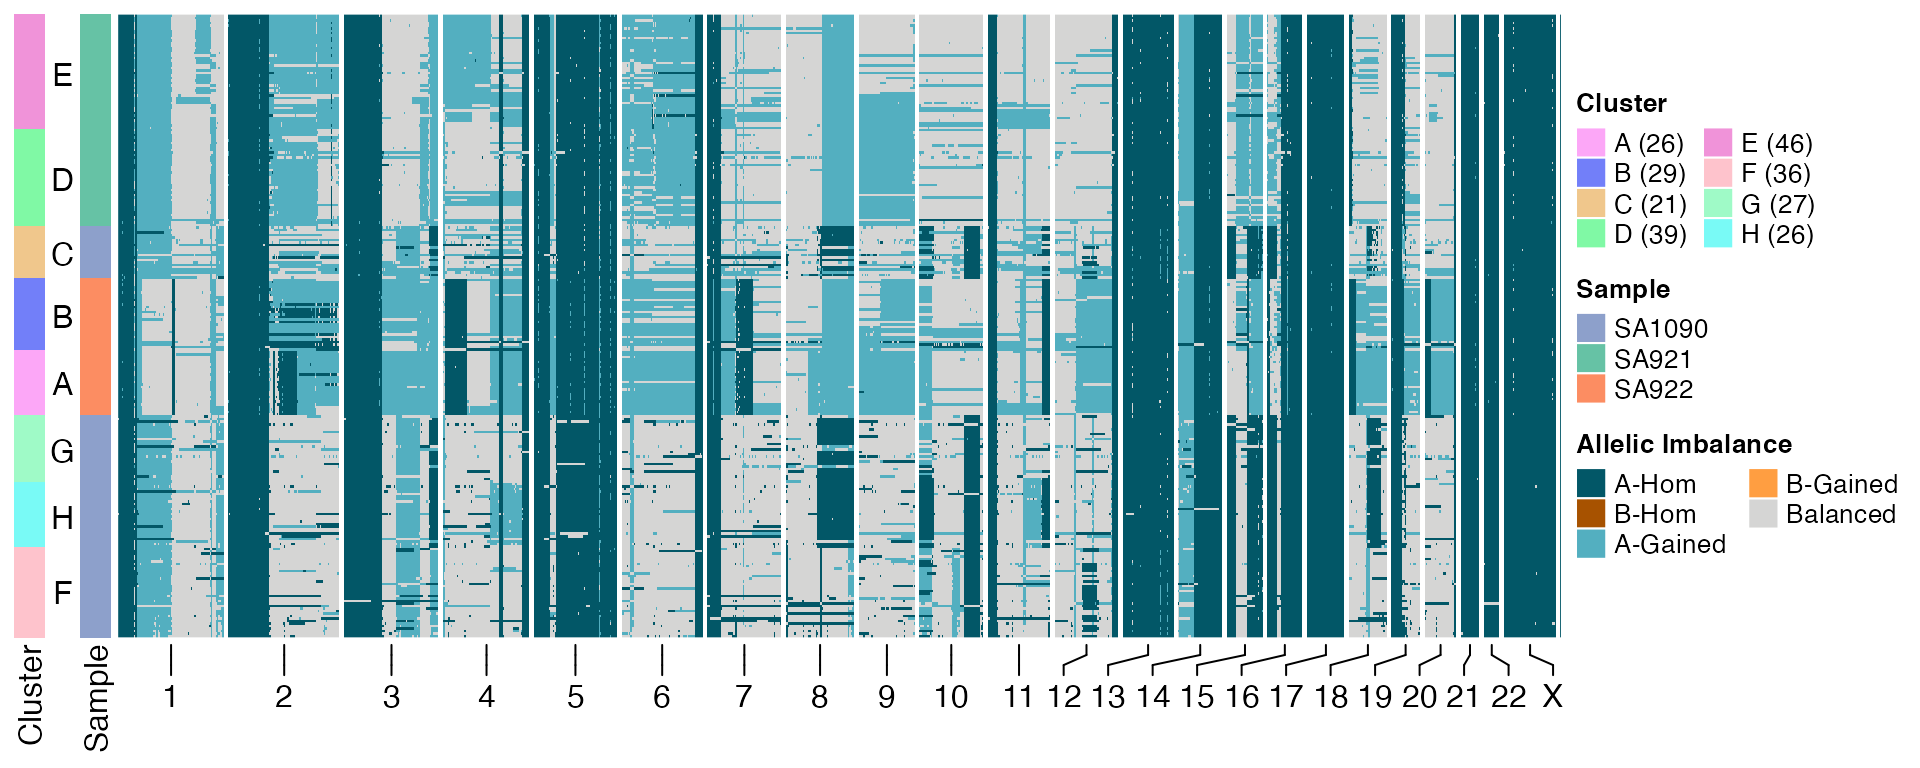 E
D
C
B
A
G
H
F
Cluster
Sample
1 2 3 4 5 6 7 8 9 10 11 12 13 14 15 16 17 18 19 20 21 22 X
Cluster
A (26) E (46)
B (29) F (36)
C (21) G (27)
D (39) H (26)
Sample
SA1090
SA921
SA922
Allelic Imbalance
A-Hom B-Gained
B-Hom Balanced
A-Gained